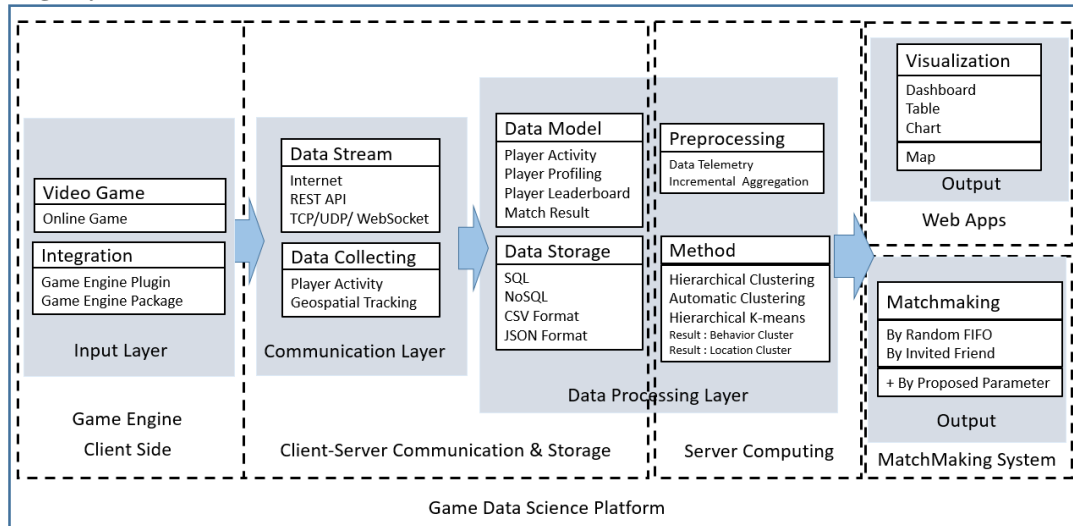 Video Game
Online Game
Integration
Game Engine Plugin
Game Engine Package
Input Layer
Game Engine
Client Side
Data Stream
Internet
REST API
TCP/UDP/ WebSocket
Data Collecting
Player Activity
Geospatial Tracking
Communication Layer
Client-Server Communication & Storage
Data Model
Player Activity
Player Profiling
Player Leaderboard
Match Result
Data Storage
SQL
NoSQL
CSV Format
JSON Format
Preprocessing
Data Telemetry
Incremental Aggregation
Method
Hierarchical Clustering
Automatic Clustering
Hierarchical K-means
Result : Behavior Cluster
Result : Location Cluster
Data Processing Layer
Server Computing
Visualization
Dashboard
Table
Chart
Map
Output
Web Apps
Matchmaking
By Random FIFO
By Invited Friend
+ By Proposed Parameter
Output
MatchMaking System
Game Data Science Platform